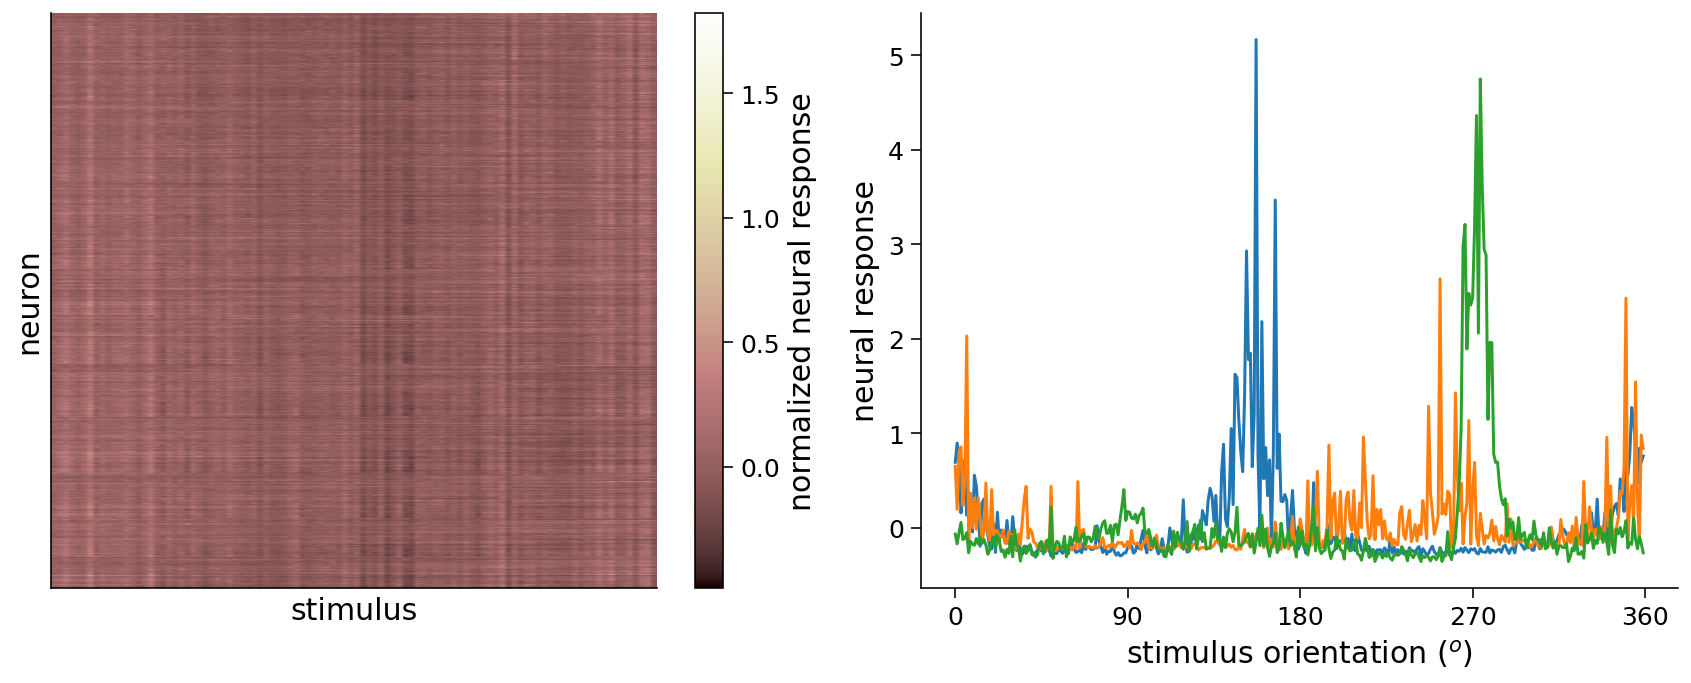 neuron
stimulus
1.5
1.0
0.5
0.0
normalized neural response
neural response
5
4
3
2
1
0
0 90 180 270 360
stimulus orientation (o)